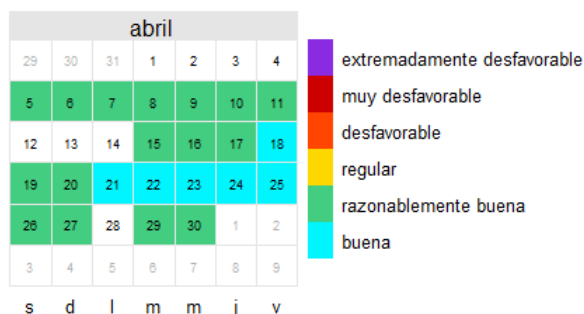 abril
29 30 31 1 2 3 4
5 6 7 8 9 10 11
12 13 14 15 16 17 18
19 20 21 22 23 24 25
26 27 28 29 30 1 2
3 4 5 6 7 8 9
s d l m m j v
extremadamente desfavorable
muy desfavorable
desfavorable
regular
razonablemente buena
buena